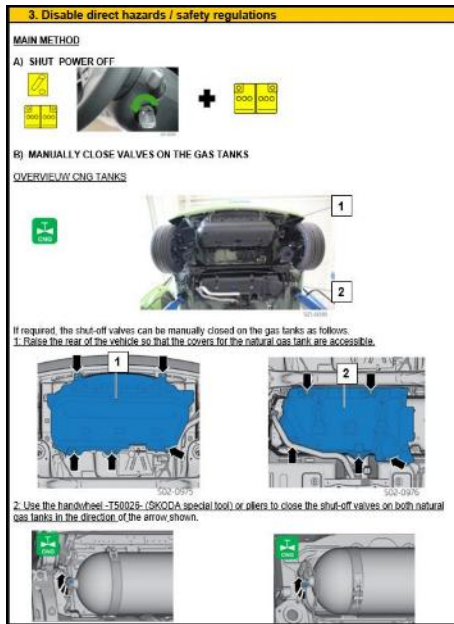 3. Disable direct hazards / safety regulations
MAIN METHOD
A) SHUT POWER OFF
B) MANUALLY CLOSE VALVES ON THE GAS TANKS
OVERVIEUW CNG TANKS
1
CNG
2
If required, the shut-off valves can be manually closed on the gas tanks as follows.
1: Raise the rear of the vehicle so that the covers for the natural gas tank are accessible.
1
2
S02-0975
S02-0976
2: Use the handwheel -T50026- (ŠKODA special tool) or pliers to close the shut-off valves on both natural
gas tanks in the direction of the arrow shown.
CNG
CNG